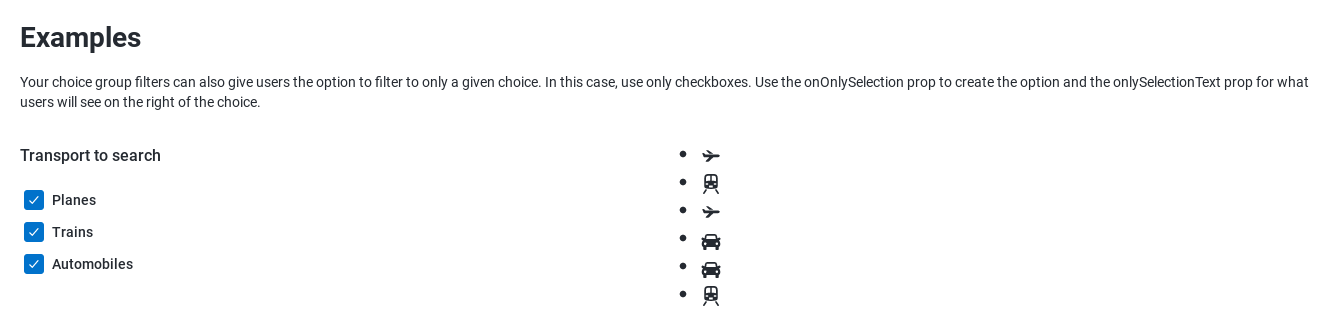 Examples
Your choice group filters can also give users the option to filter to only a given choice. In this case, use only checkboxes. Use the onOnlySelection prop to create the option and the onlySelectionText prop for what
users will see on the right of the choice.
Transport to search
Planes
Trains
Automobiles